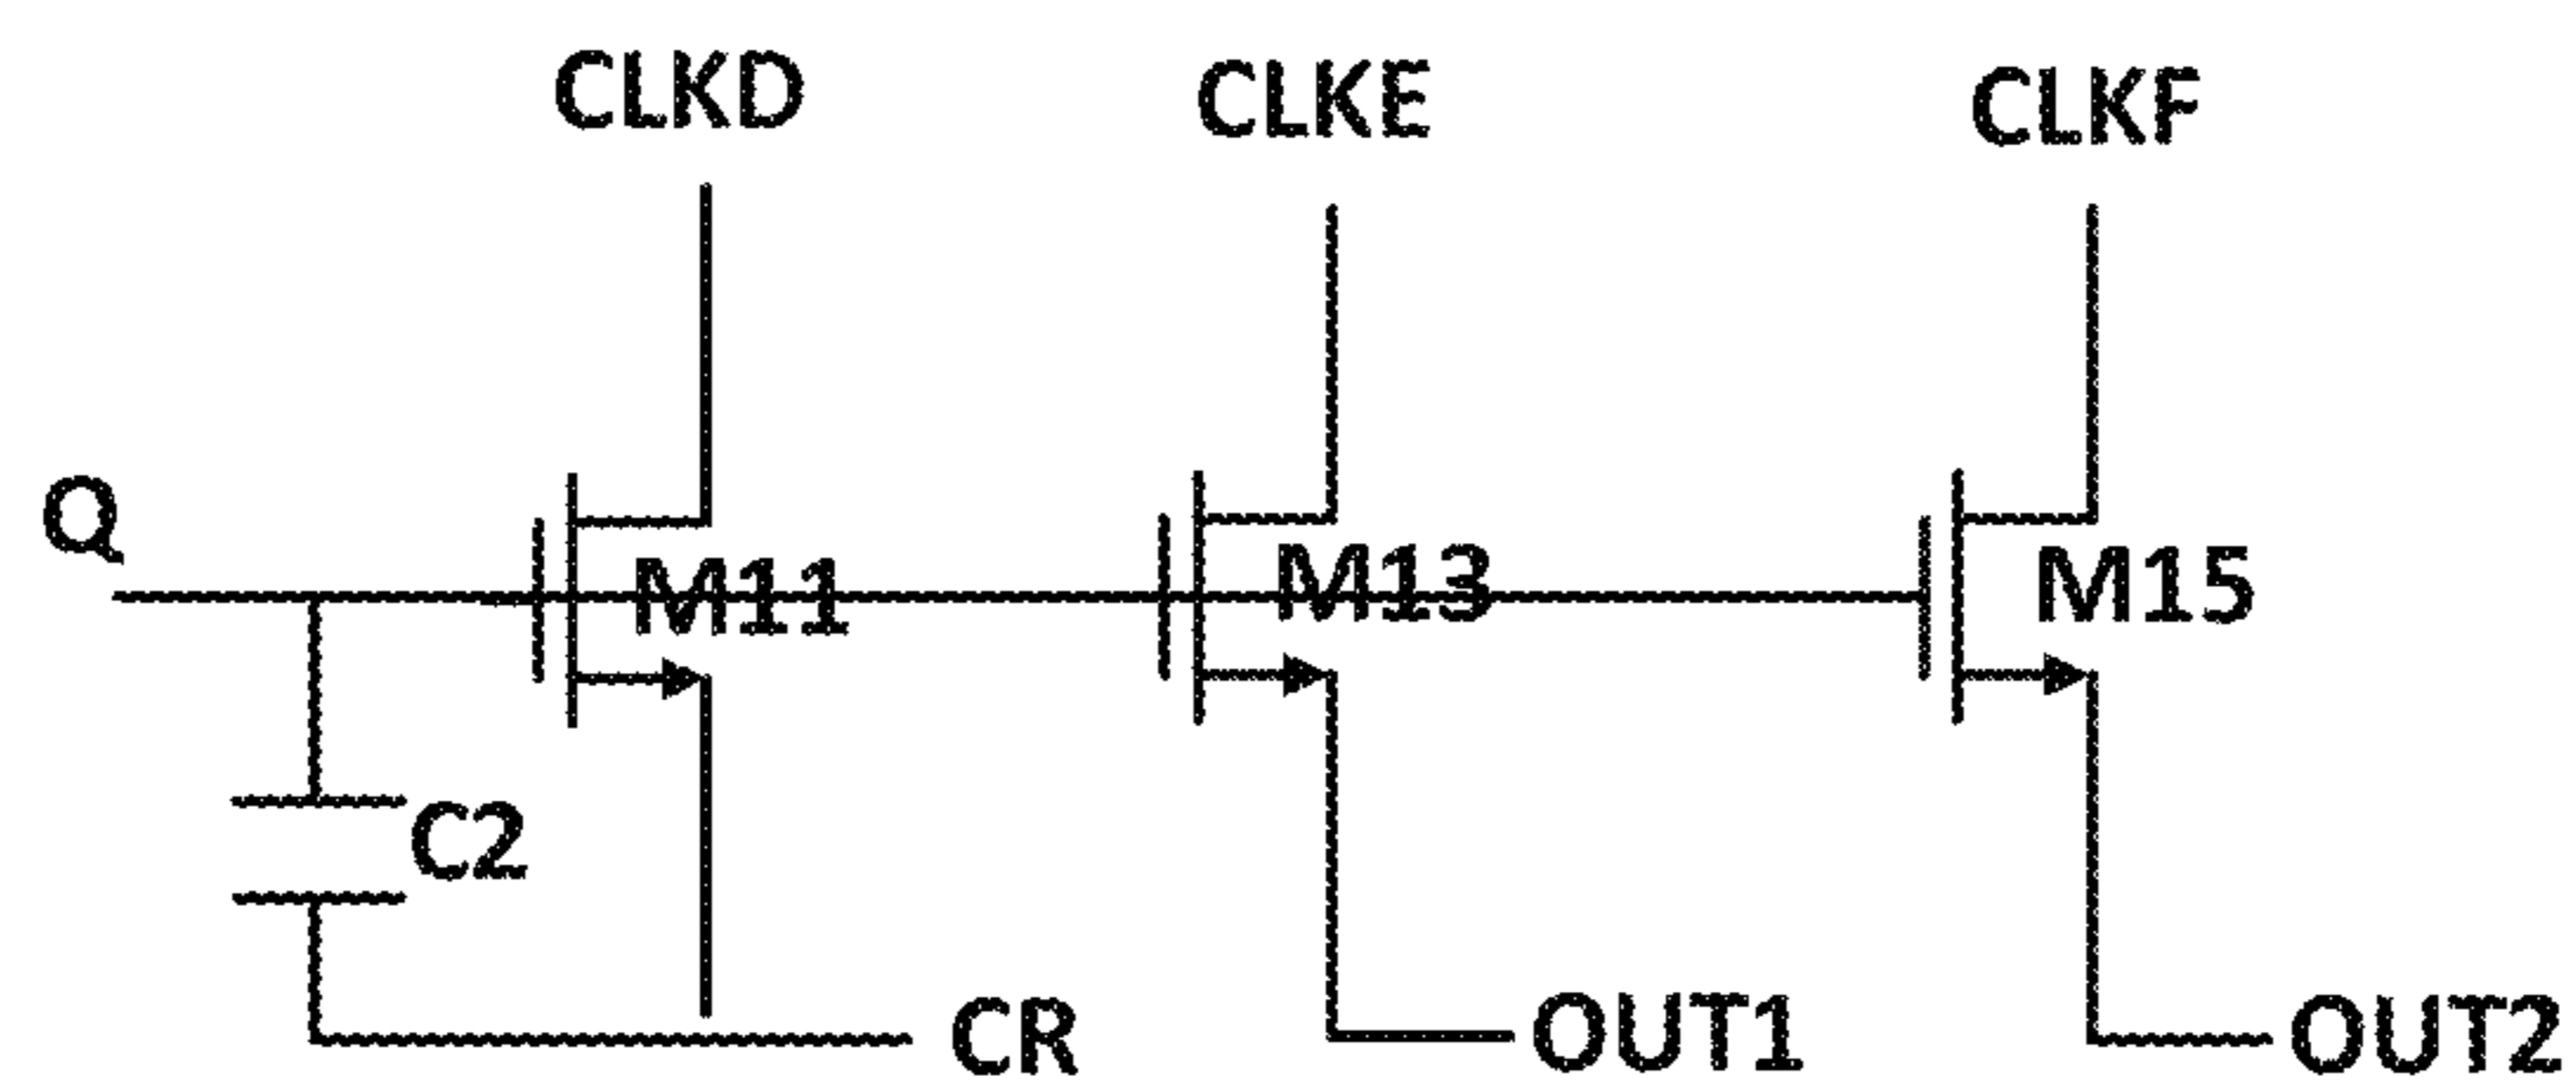 CLKD CLKE CLKF
Q
M11 M13 M15
C2
CR OUT1 OUT2